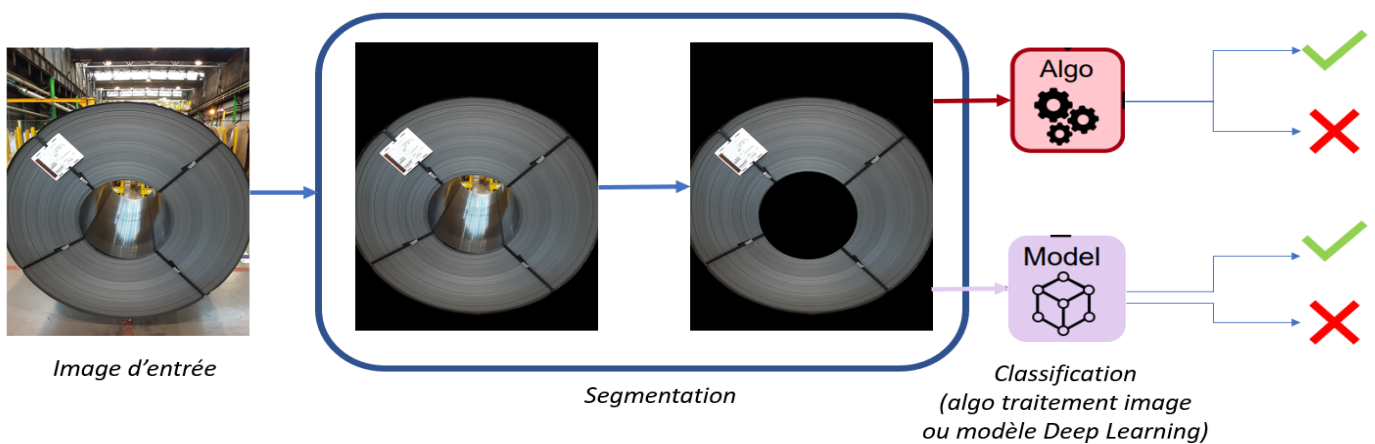 Algo
Model
Image d'entrée
Segmentation
Classification
(algo traitement image
ou modèle Deep Learning)